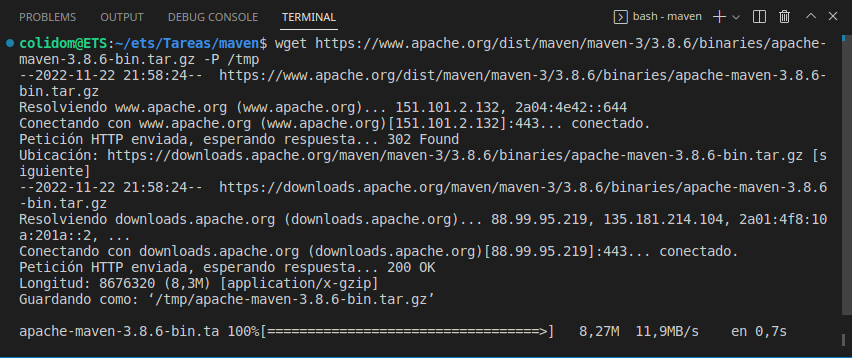 PROBLEMS OUTPUT DEBUG CONSOLE TERMINAL bash - maven
colidom@ETS:~/ets/Tareas/maven$ wget https://www.apache.org/dist/maven/maven-3/3.8.6/binaries/apache-
maven-3.8.6-bin.tar.gz -P /tmp
--2022-11-22 21:58:24--  https://www.apache.org/dist/maven/maven-3/3.8.6/binaries/apache-maven-3.8.6-
bin.tar.gz
Resolviendo www.apache.org (www.apache.org)... 151.101.2.132, 2a04:4e42::644
Conectando con www.apache.org (www.apache.org)[151.101.2.132]:443... conectado.
Petición HTTP enviada, esperando respuesta... 302 Found
Ubicación: https://downloads.apache.org/maven/maven-3/3.8.6/binaries/apache-maven-3.8.6-bin.tar.gz [s
iguiente]
--2022-11-22 21:58:24--  https://downloads.apache.org/maven/maven-3/3.8.6/binaries/apache-maven-3.8.6
-bin.tar.gz
Resolviendo downloads.apache.org (downloads.apache.org)... 88.99.95.219, 135.181.214.104, 2a01:4f8:10
a:201a::2, ...
Conectando con downloads.apache.org (downloads.apache.org)[88.99.95.219]:443... conectado.
Petición HTTP enviada, esperando respuesta... 200 OK
Longitud: 8676320 (8,3M) [application/x-gzip]
Guardando como: ‘/tmp/apache-maven-3.8.6-bin.tar.gz’
apache-maven-3.8.6-bin.ta 100%[==================================>]   8,27M  11,9MB/s    en 0,7s